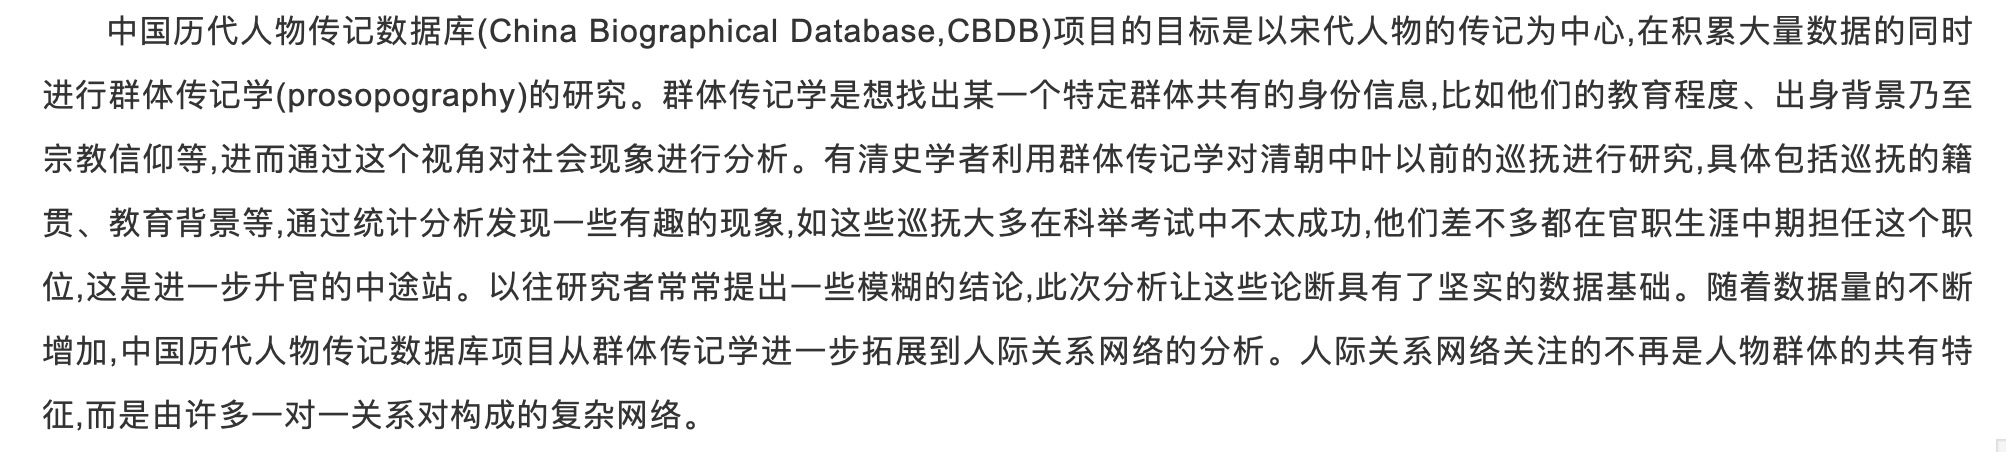 中国历代人物传记数据库(China Biographical Database,CBDB)项目的目标是以宋代人物的传记为中心,在积累大量数据的同时
进行群体传记学(prosopography)的研究。群体传记学是想找出某一个特定群体共有的身份信息,比如他们的教育程度、出身背景乃至
宗教信仰等,进而通过这个视角对社会现象进行分析。有清史学者利用群体传记学对清朝中叶以前的巡抚进行研究,具体包括巡抚的籍
贯、教育背景等,通过统计分析发现一些有趣的现象,如这些巡抚大多在科举考试中不太成功,他们差不多都在官职生涯中期担任这个职
位,这是进一步升官的中途站。以往研究者常常提出一些模糊的结论,此次分析让这些论断具有了坚实的数据基础。随着数据量的不断
增加,中国历代人物传记数据库项目从群体传记学进一步拓展到人际关系网络的分析。人际关系网络关注的不再是人物群体的共有特
征,而是由许多一对一关系对构成的复杂网络。